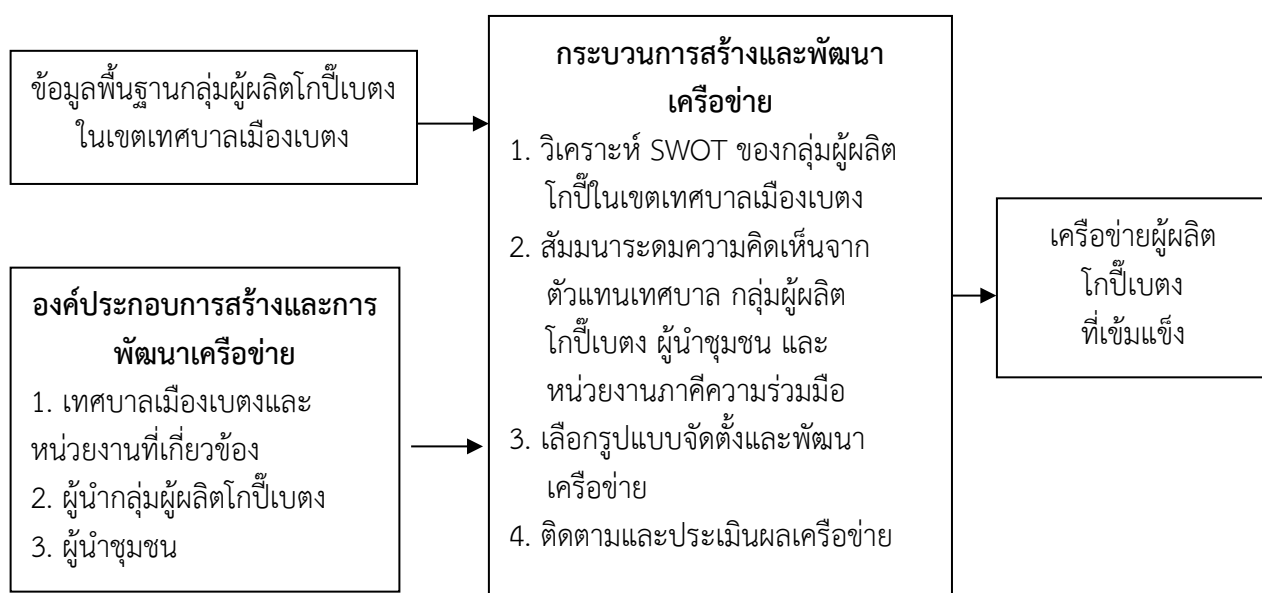 ข้อมูลพื้นฐานกลุ่มผู้ผลิตโกปี๊เบตง
ในเขตเทศบาลเมืองเบตง
องค์ประกอบการสร้างและการ
พัฒนาเครือข่าย
1. เทศบาลเมืองเบตงและ
หน่วยงานที่เกี่ยวข้อง
2. ผู้นำกลุ่มผู้ผลิตโกปี๊เบตง
3. ผู้นำชุมชน
กระบวนการสร้างและพัฒนา
เครือข่าย
1. วิเคราะห์ SWOT ของกลุ่มผู้ผลิต
โกปี๊ในเขตเทศบาลเมืองเบตง
2. สัมมนาระดมความคิดเห็นจาก
ตัวแทนเทศบาล กลุ่มผู้ผลิต
โกปี๊เบตง ผู้นำชุมชน และ
หน่วยงานภาคีความร่วมมือ
3. เลือกรูปแบบจัดตั้งและพัฒนา
เครือข่าย
4. ติดตามและประเมินผลเครือข่าย
เครือข่ายผู้ผลิต
โกปี๊เบตง
ที่เข้มแข็ง